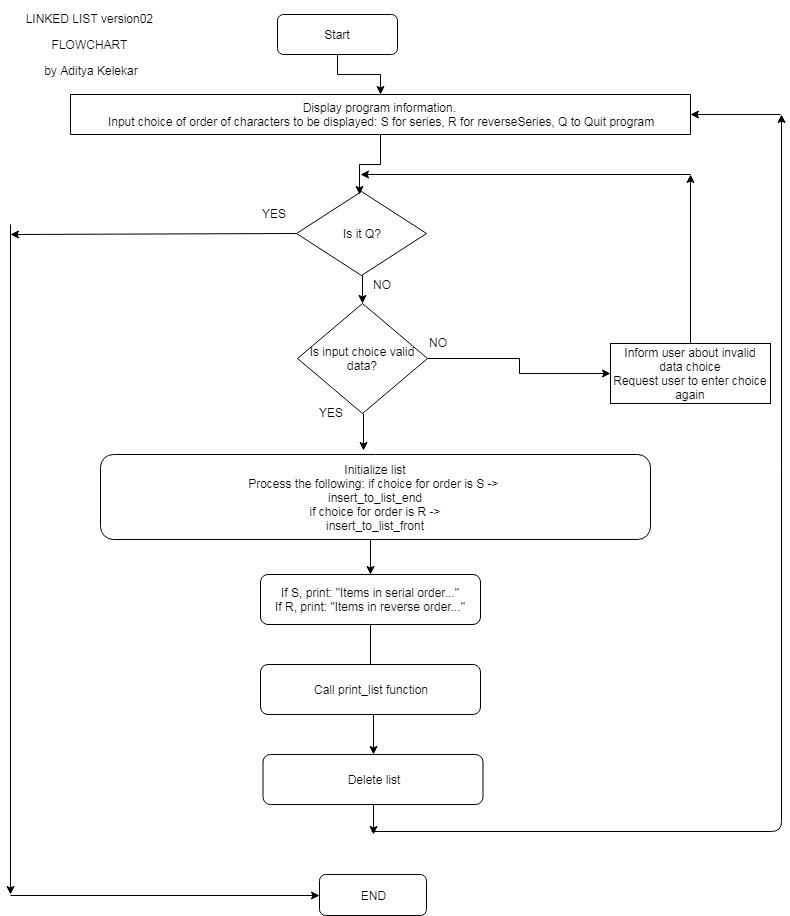 LINKED LIST version02
FLOWCHART
by Aditya Kelekar
Start
Display program information.
Input choice of order of characters to be displayed: S for series, R for reverseSeries, Q to Quit program
YES
Is it Q?
NO
Is input choice valid
data?
NO
Inform user about invalid
data choice
Request user to enter choice
again
YES
Initialize list
Process the following: if choice for order is S ->
insert_to_list_end
if choice for order is R ->
insert_to_list_front
If S, print: "Items in serial order..."
If R, print: "Items in reverse order..."
Call print_list function
Delete list
END